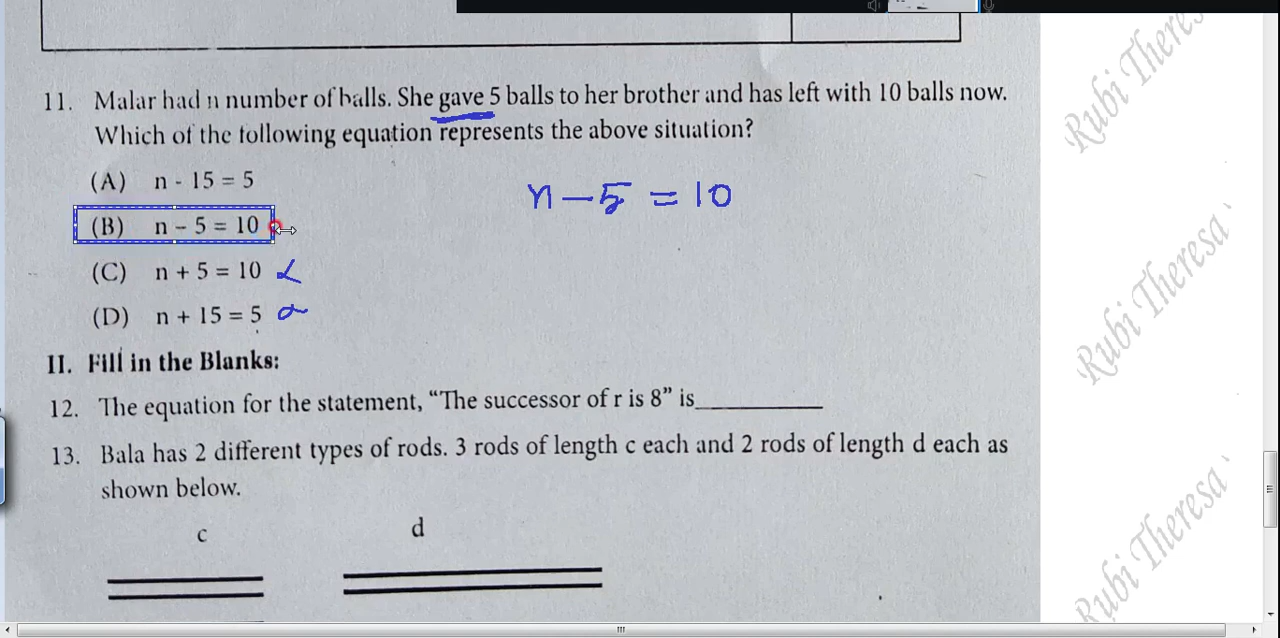 11. Malar had n number of balls. She gave 5 balls to her brother and has left with 10 balls now.
Which of the following equation represents the above situation?
(A) n - 15 = 5
n - 5 = 10
(B) n - 5 = 10
(C) n + 5 = 10
(D) n + 15 = 5
II. Fill in the Blanks:
12. The equation for the statement, “The successor of r is 8” is__________
13. Bala has 2 different types of rods. 3 rods of length c each and 2 rods of length d each as
shown below.
c d
Rubi Theresa
Rubi Theresa
Rubi Theresa